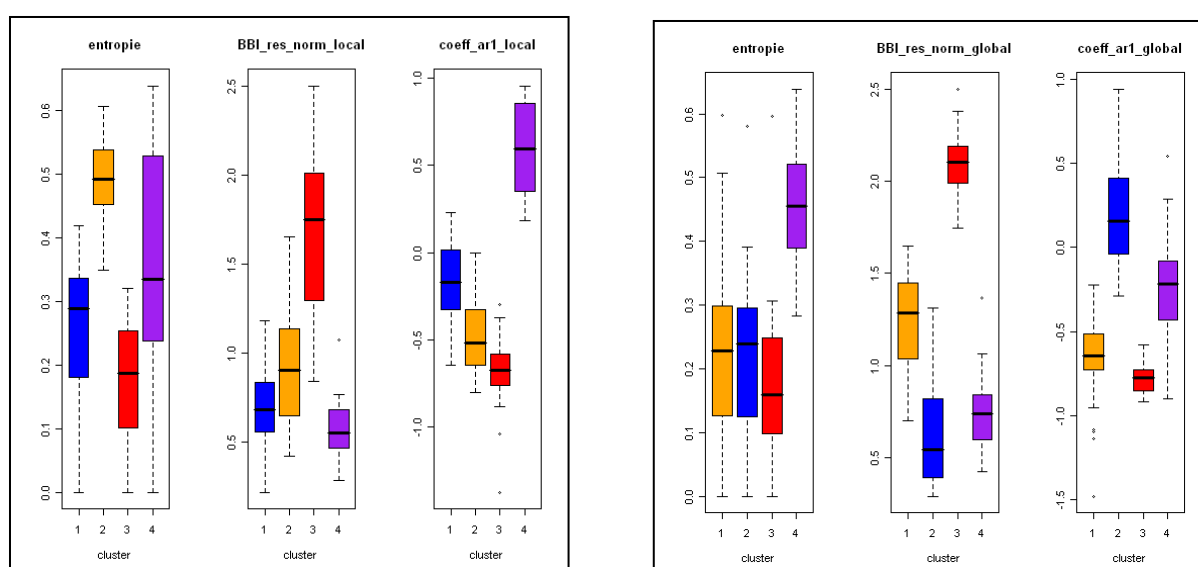 entropie BBI_res_norm_local coeff_ar1_local
0.0 0.1 0.2 0.3 0.4 0.5 0.6
0.5 1.0 1.5 2.0 2.5
-1.0 -0.5 0.0 0.5 1.0
1 2 3 4
1 2 3 4
1 2 3 4
cluster cluster cluster
entropie BBI_res_norm_global coeff_ar1_global
0.0 0.1 0.2 0.3 0.4 0.5 0.6
0.5 1.0 1.5 2.0 2.5
-1.5 -1.0 -0.5 0.0 0.5 1.0
1 2 3 4
1 2 3 4
1 2 3 4
cluster cluster cluster